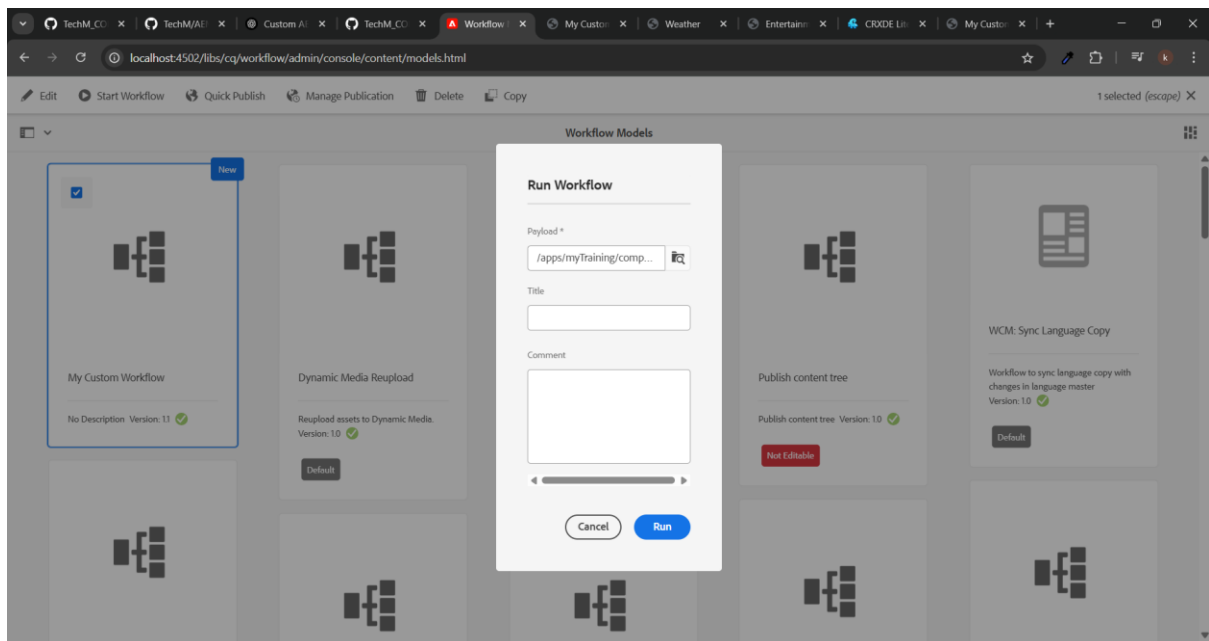 TechM_CO
TechM/AE
Custom AI
TechM_CO
Workflow
My Custom
Weather
Entertainm
CRXDE Lit
My Custor
localhost:4502/libs/cq/workflow/admin/console/content/models.html
k
Edit
Start Workflow
Quick Publish
Manage Publication
Delete
Copy
1 selected (escape)
Workflow Models
New
My Custom Workflow
No Description Version: 1.1
Dynamic Media Reupload
Reupload assets to Dynamic Media.
Version: 1.0
Default
Run Workflow
Payload *
/apps/myTraining/comp...
Title
Comment
Cancel
Run
Publish content tree
Publish content tree Version: 1.0
Not Editable
WCM: Sync Language Copy
Workflow to sync language copy with
changes in language master
Version: 1.0
Default